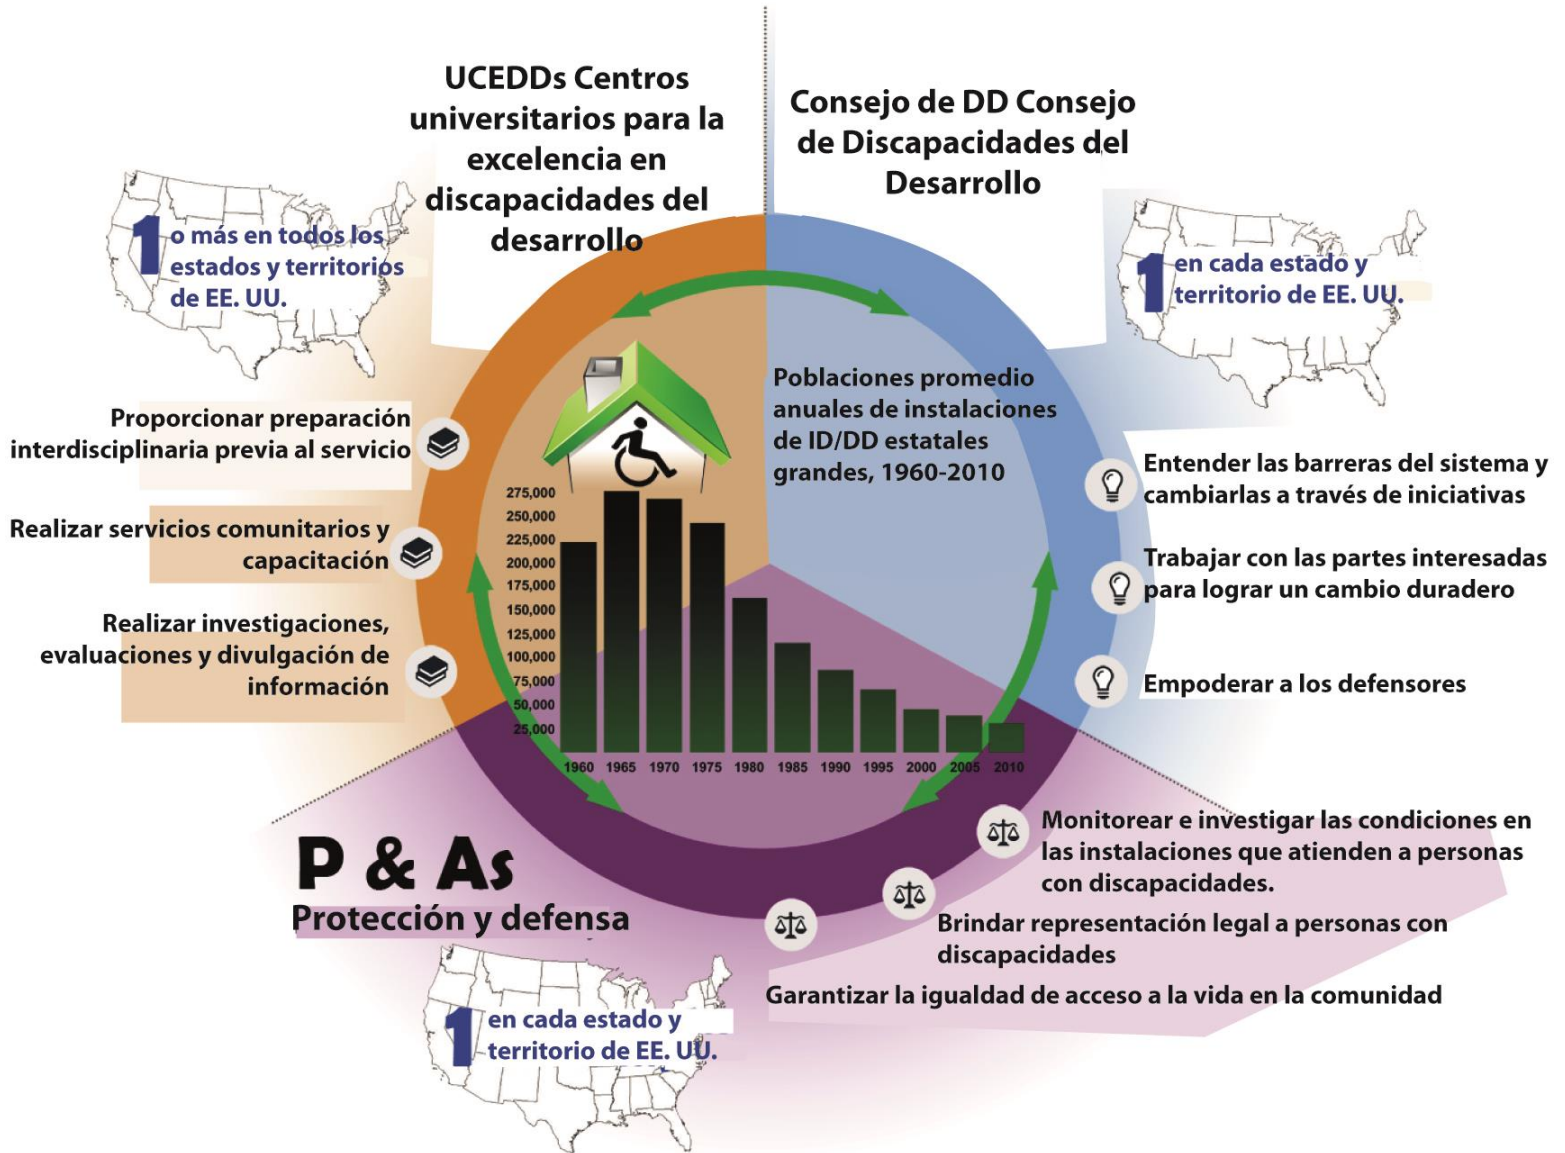 UCEDDs Centros
universitarios para la
excelencia en
discapacidades del
desarrollo
Consejo de DD Consejo
de Discapacidades del
Desarrollo
1 o más en todos los
estados y territorios
de EE. UU.
1 en cada estado y
territorio de EE. UU.
Proporcionar preparación
interdisciplinaria previa al servicio
Realizar servicios comunitarios y
capacitación
Realizar investigaciones,
evaluaciones y divulgación de
información
Poblaciones promedio
anuales de instalaciones
de ID/DD estatales
grandes, 1960-2010
275,000
250,000
225,000
200,000
175,000
150,000
125,000
100,000
75,000
50,000
25,000
1960 1965 1970 1975 1980 1985 1990 1995 2000 2005 2010
Entender las barreras del sistema y
cambiarlas a través de iniciativas
Trabajar con las partes interesadas
para lograr un cambio duradero
Empoderar a los defensores
P & As
Protección y defensa
1 en cada estado y
territorio de EE. UU.
Monitorear e investigar las condiciones en
las instalaciones que atienden a personas
con discapacidades.
Brindar representación legal a personas con
discapacidades
Garantizar la igualdad de acceso a la vida en la comunidad